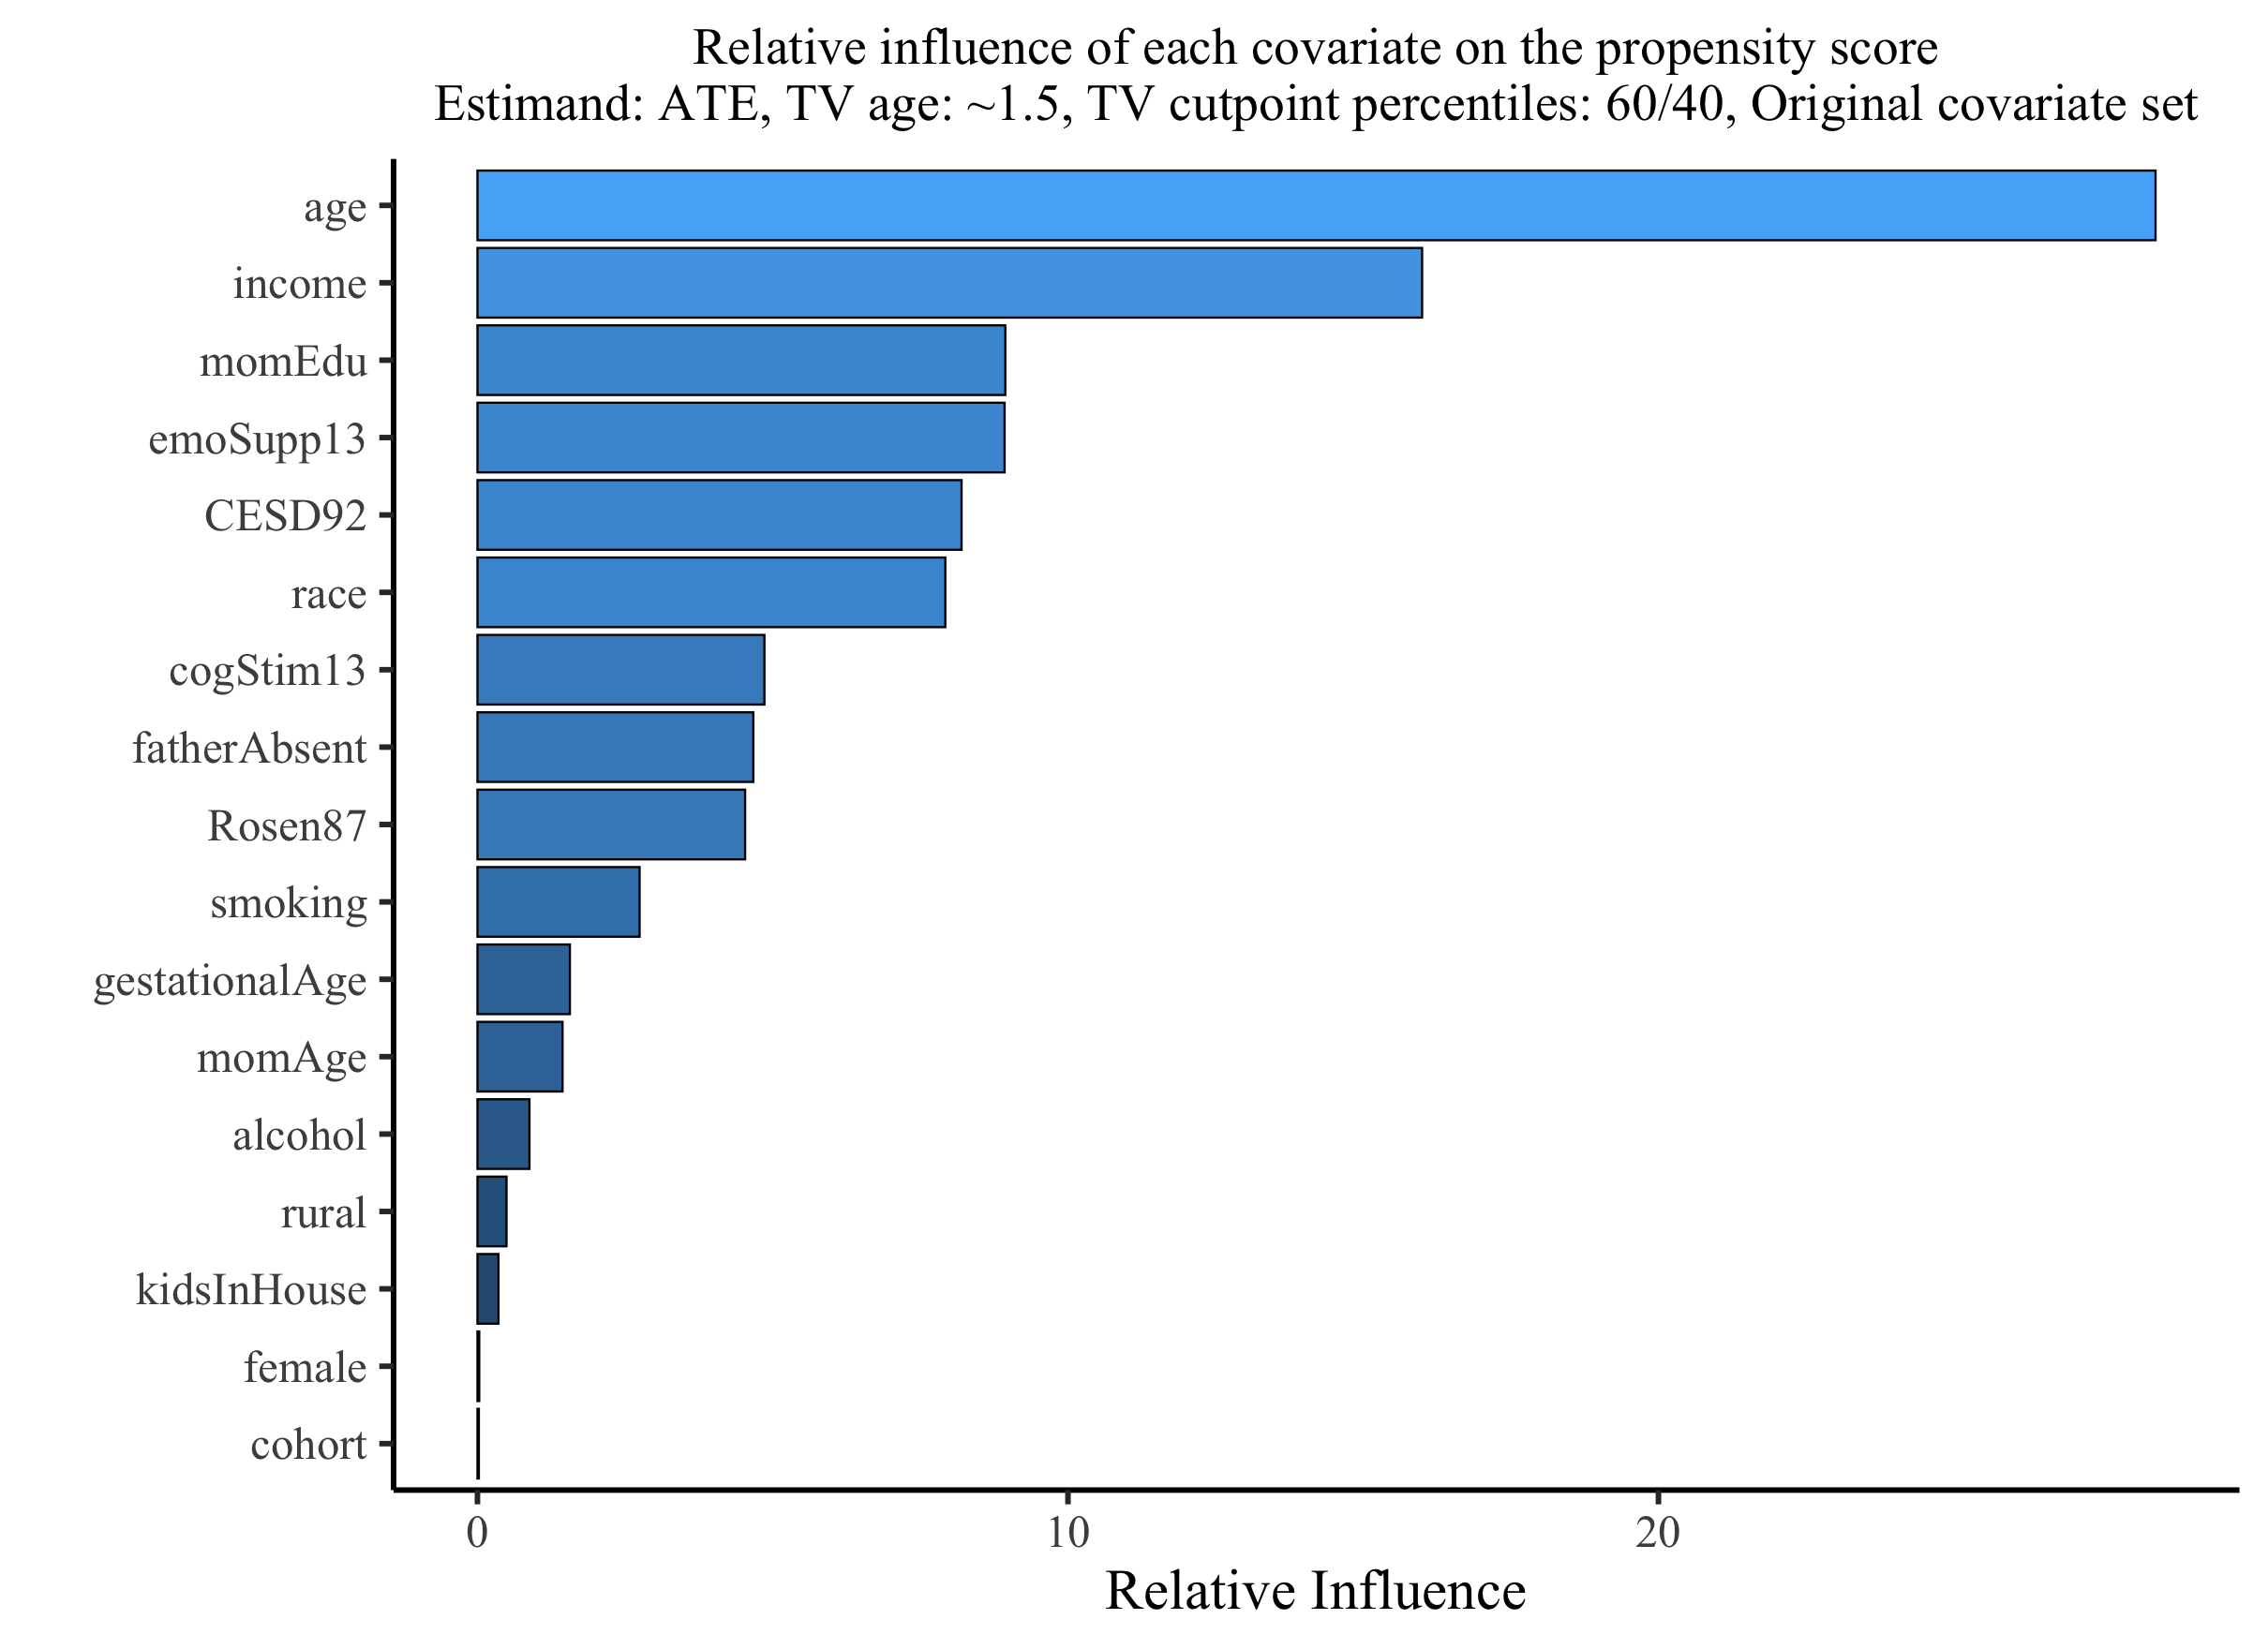 Relative influence of each covariate on the propensity score
Estimand: ATE, TV age: ~1.5, TV cutpoint percentiles: 60/40, Original covariate set
age
income
momEdu
emoSupp13
CESD92
race
cogStim13
fatherAbsent
Rosen87
smoking
gestationalAge
momAge
alcohol
rural
kidsInHouse
female
cohort
0 10 20
Relative Influence